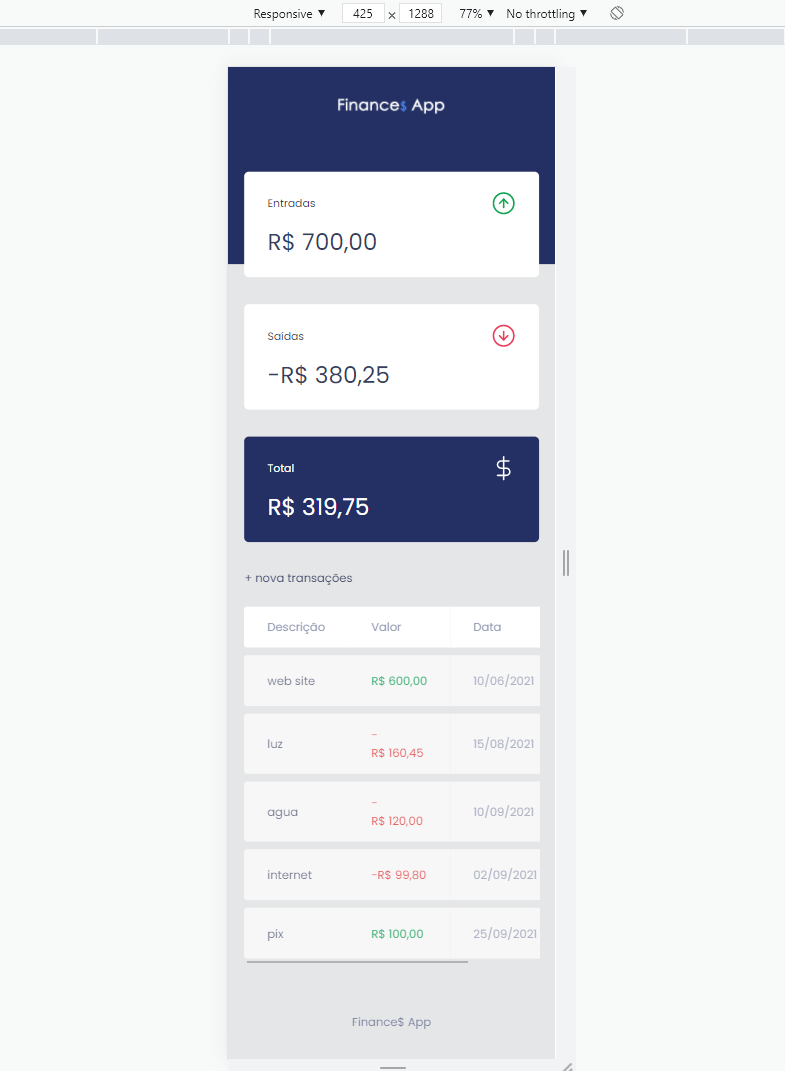 Responsive ▼ 425 × 1288 77% ▼ No throttling ▼
Finance$ App
Entradas
R$ 700,00
Saídas
-R$ 380,25
Total
$
R$ 319,75
+ nova transações
Descrição Valor Data
web site R$ 600,00 10/06/2021
luz - 15/08/2021
R$ 160,45
agua - 10/09/2021
R$ 120,00
internet -R$ 99,80 02/09/2021
pix R$ 100,00 25/09/2021
Finance$ App